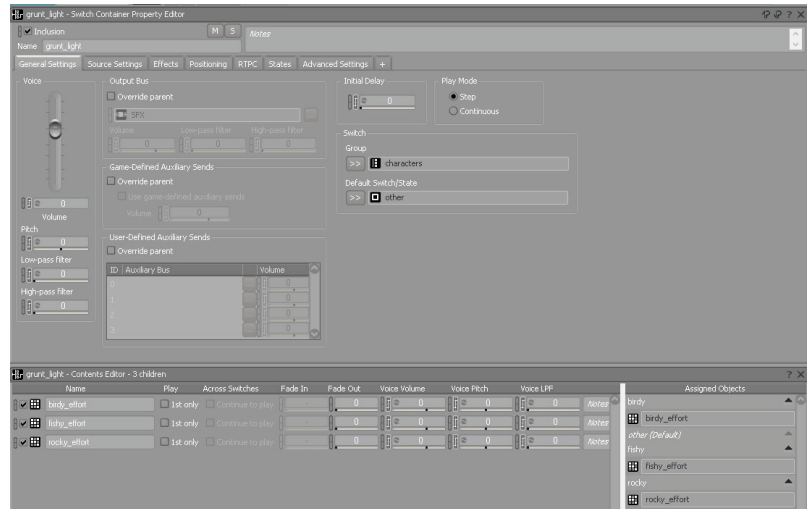 grunt_light - Switch Container Property Editor
Inclusion M S Notes
Name grunt_light
General Settings Source Settings Effects Positioning RTPC States Advanced Settings +
Voice Output Bus Initial Delay Play Mode
Override parent
0 Step
SFX Continuous
Volume Low-pass filter High-pass filter
0 0 0
Switch
Group
Game-Defined Auxiliary Sends
>> characters
Override parent
Default Switch/State
Use game-defined auxiliary sends
>> other
0 Volume 0
Volume
Pitch
User-Defined Auxiliary Sends
0 Override parent
Low-pass filter
ID Auxiliary Bus Volume
0 0 0
High-pass filter
1 0
0 2 0
3 0
grunt_light - Contents Editor - 3 children
Name Play Across Switches Fade In Fade Out Voice Volume Voice Pitch Voice LPF Assigned Objects
birdy_effort 1st only Continue to play 0 0 0 0 Notes
fishy_effort 1st only Continue to play 0 0 0 0 Notes
rocky_effort 1st only Continue to play 0 0 0 0 Notes
birdy
birdy_effort
other (Default)
fishy
fishy_effort
rocky
rocky_effort